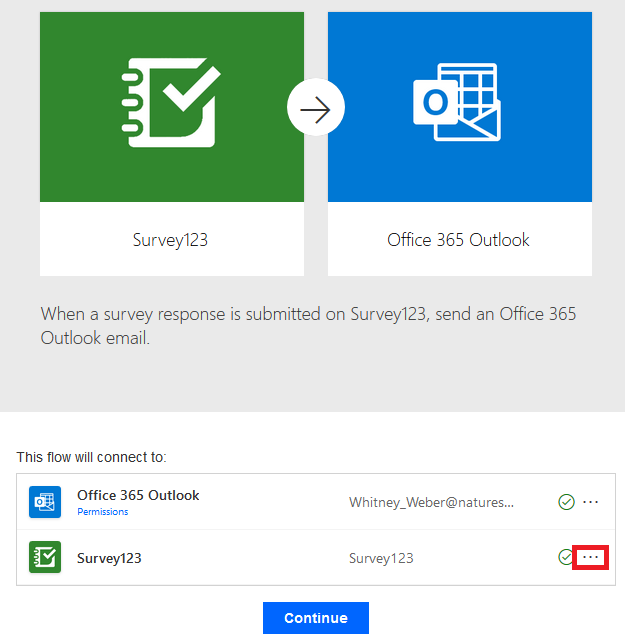 Survey123
Office 365 Outlook
When a survey response is submitted on Survey123, send an Office 365
Outlook email.
This flow will connect to:
Office 365 Outlook
Permissions
Whitney_Weber@natures...
Survey123
Survey123
Continue